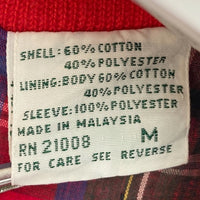 SHELL: 60% COTTON
40% POLYESTER
LINING: BODY 60% COTTON
40% POLYESTER
SLEEVE: 100% POLYESTER
MADE IN MALAYSIA
RN 21008 M
FOR CARE SEE REVERSE